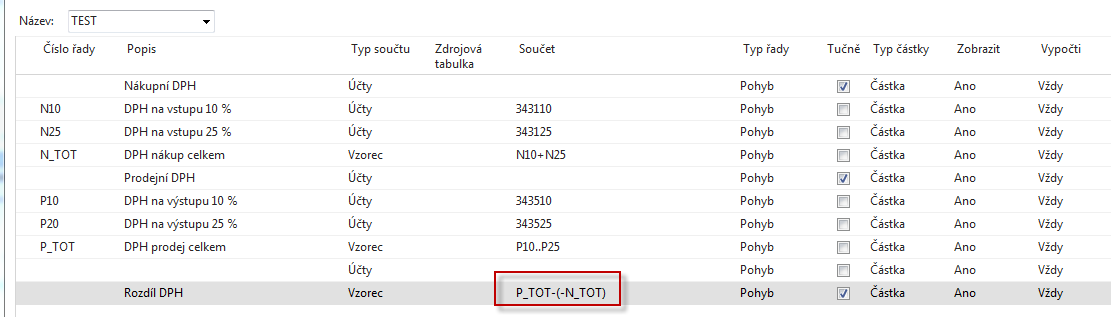 Název: TEST
Číslo řady Popis Typ součtu Zdrojová tabulka Součet Typ řady Tučně Typ částky Zobrazit Vypočti
Nákupní DPH Účty Pohyb Částka Ano Vždy
N10 DPH na vstupu 10 % Účty 343110 Pohyb Částka Ano Vždy
N25 DPH na vstupu 25 % Účty 343125 Pohyb Částka Ano Vždy
N_TOT DPH nákup celkem Vzorec N10+N25 Pohyb Částka Ano Vždy
Prodejní DPH Účty Pohyb Částka Ano Vždy
P10 DPH na výstupu 10 % Účty 343510 Pohyb Částka Ano Vždy
P20 DPH na výstupu 25 % Účty 343525 Pohyb Částka Ano Vždy
P_TOT DPH prodej celkem Vzorec P10..P25 Pohyb Částka Ano Vždy
Účty Pohyb Částka Ano Vždy
Rozdíl DPH Vzorec P_TOT-(-N_TOT) Pohyb Částka Ano Vždy